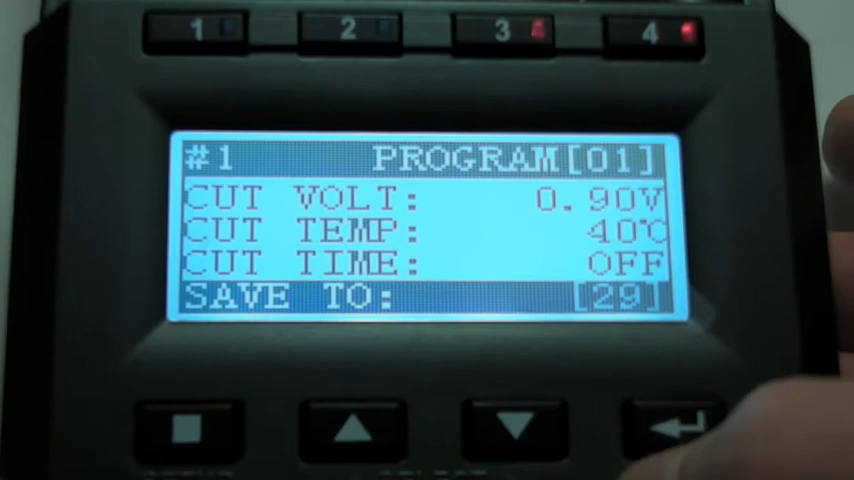 1 2 3 4
#1 PROGRAM[01]
CUT VOLT: 0.90V
CUT TEMP: 40℃
CUT TIME: OFF
SAVE TO: [29]